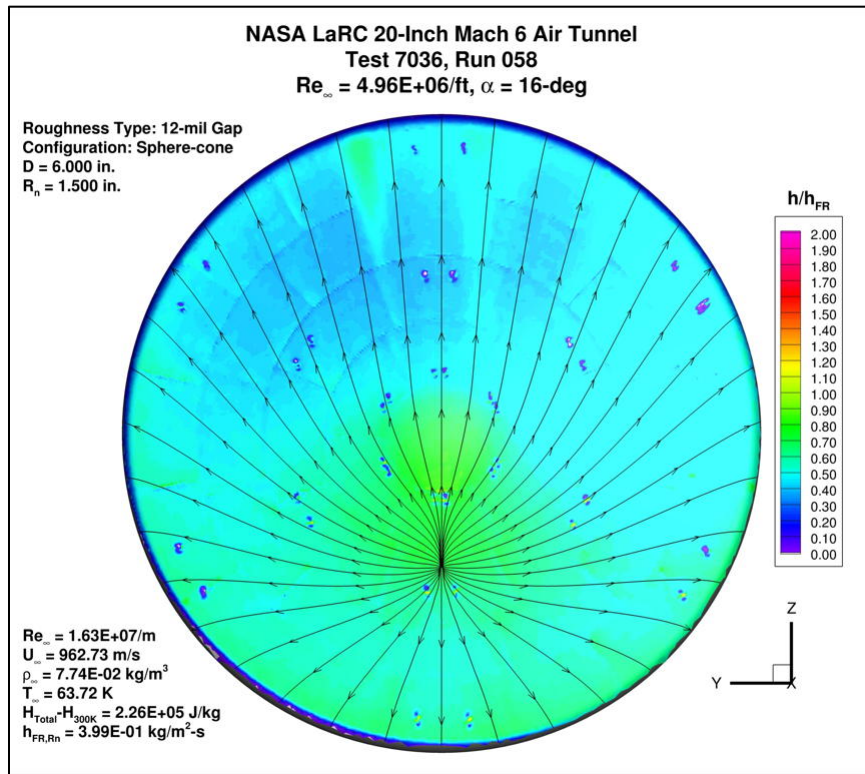 NASA LaRC 20-Inch Mach 6 Air Tunnel
Test 7036, Run 058
Re∞ = 4.96E+06/ft, α = 16-deg
Roughness Type: 12-mil Gap
Configuration: Sphere-cone
D = 6.000 in.
Rn = 1.500 in.
h/hFR
2.00
1.90
1.80
1.70
1.60
1.50
1.40
1.30
1.20
1.10
1.00
0.90
0.80
0.70
0.60
0.50
0.40
0.30
0.20
0.10
0.00
Re∞ = 1.63E+07/m
U∞ = 962.73 m/s
ρ∞ = 7.74E-02 kg/m³
T∞ = 63.72 K
HTotal-H300K = 2.26E+05 J/kg
hFR,Rn = 3.99E-01 kg/m²-s
Z
Y
X